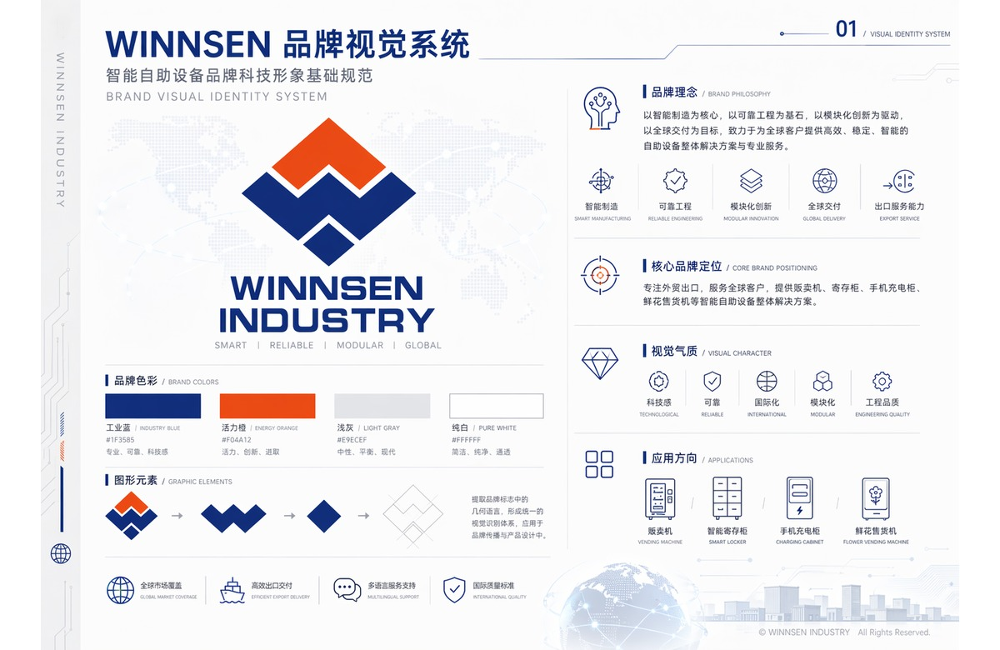 WINNSEN INDUSTRY
WINNSEN 品牌视觉系统
智能自助设备品牌科技形象基础规范
BRAND VISUAL IDENTITY SYSTEM
01 / VISUAL IDENTITY SYSTEM
WINNSEN
INDUSTRY
SMART | RELIABLE | MODULAR | GLOBAL
品牌色彩 / BRAND COLORS
工业蓝 / INDUSTRY BLUE
#1F3585
专业、可靠、科技感
活力橙 / ENERGY ORANGE
#F04A12
活力、创新、进取
浅灰 / LIGHT GRAY
#E9ECEF
中性、平衡、现代
纯白 / PURE WHITE
#FFFFFF
简洁、纯净、通透
图形元素 / GRAPHIC ELEMENTS
提取品牌标志中的
几何语言，形成统一的
视觉识别体系，应用于
品牌传播与产品设计中。
全球市场覆盖
GLOBAL MARKET COVERAGE
高效出口交付
EFFICIENT EXPORT DELIVERY
多语言服务支持
MULTILINGUAL SUPPORT
国际质量标准
INTERNATIONAL QUALITY
品牌理念 / BRAND PHILOSOPHY
以智能制造为核心，以可靠工程为基石，以模块化创新为驱动，
以全球交付为目标，致力于为全球客户提供高效、稳定、智能的
自助设备整体解决方案与专业服务。
智能制造
SMART MANUFACTURING
可靠工程
RELIABLE ENGINEERING
模块化创新
MODULAR INNOVATION
全球交付
GLOBAL DELIVERY
出口服务能力
EXPORT SERVICE
核心品牌定位 / CORE BRAND POSITIONING
专注外贸出口，服务全球客户，提供贩卖机、寄存柜、手机充电柜、
鲜花售货机等智能自助设备整体解决方案。
视觉气质 / VISUAL CHARACTER
科技感
TECHNOLOGICAL
可靠
RELIABLE
国际化
INTERNATIONAL
模块化
MODULAR
工程品质
ENGINEERING QUALITY
应用方向 / APPLICATIONS
贩卖机
VENDING MACHINE
智能寄存柜
SMART LOCKER
手机充电柜
CHARGING CABINET
鲜花售货机
FLOWER VENDING MACHINE
© WINNSEN INDUSTRY All Rights Reserved.